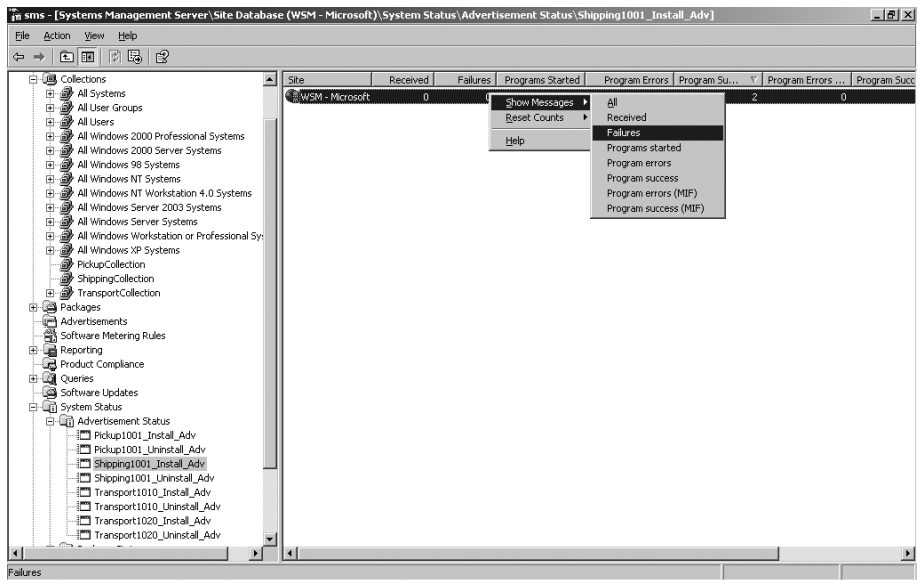 sms - [Systems Management Server\Site Database (WSM - Microsoft)\System Status\Advertisement Status\Shipping1001_Install_Adv]
File Action View Help
Collections
All Systems
All User Groups
All Users
All Windows 2000 Professional Systems
All Windows 2000 Server Systems
All Windows 98 Systems
All Windows NT Systems
All Windows NT Workstation 4.0 Systems
All Windows Server 2003 Systems
All Windows Server Systems
All Windows Workstation or Professional Sy
All Windows XP Systems
PickupCollection
ShippingCollection
TransportCollection
Packages
Advertisements
Software Metering Rules
Reporting
Product Compliance
Queries
Software Updates
System Status
Advertisement Status
Pickup1001_Install_Adv
Pickup1001_Uninstall_Adv
Shipping1001_Install_Adv
Shipping1001_Uninstall_Adv
Transport1010_Install_Adv
Transport1010_Uninstall_Adv
Transport1020_Install_Adv
Transport1020_Uninstall_Adv
Site Received Failures Programs Started Program Errors Program Su... Program Errors ... Program Succ
WSM - Microsoft 0 0 2 0
Show Messages
Reset Counts
Help
All
Received
Failures
Programs started
Program errors
Program success
Program errors (MIF)
Program success (MIF)
Failures